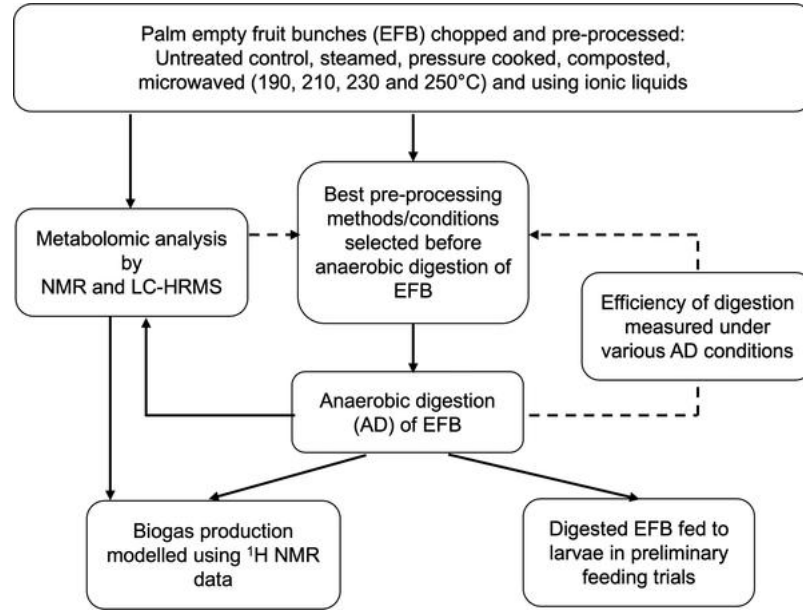 Palm empty fruit bunches (EFB) chopped and pre-processed:
Untreated control, steamed, pressure cooked, composted,
microwaved (190, 210, 230 and 250°C) and using ionic liquids
Metabolomic analysis
by
NMR and LC-HRMS
Best pre-processing
methods/conditions
selected before
anaerobic digestion of
EFB
Efficiency of digestion
measured under
various AD conditions
Anaerobic digestion
(AD) of EFB
Biogas production
modelled using ¹H NMR
data
Digested EFB fed to
larvae in preliminary
feeding trials